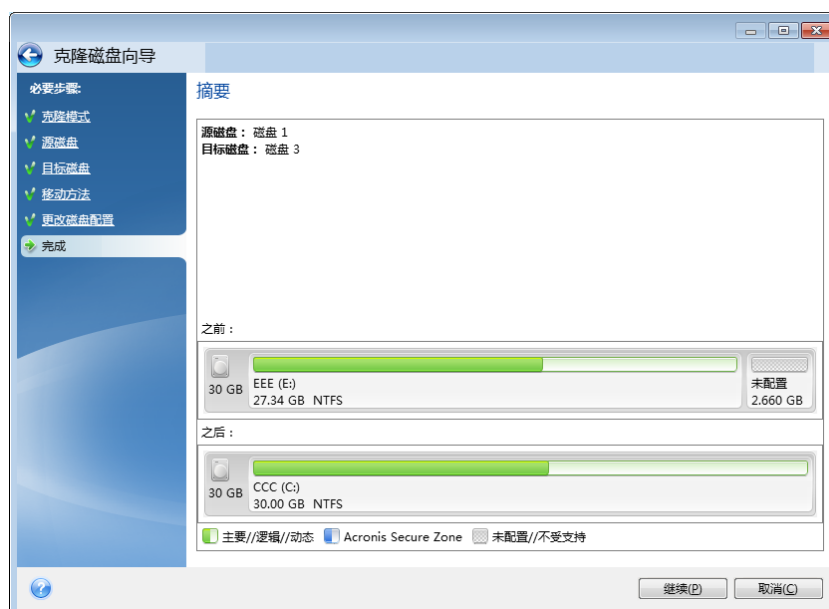 克隆磁盘向导
必要步骤:
克隆模式
源磁盘
目标磁盘
移动方法
更改磁盘配置
完成
摘要
源磁盘： 磁盘 1
目标磁盘： 磁盘 3
之前：
30 GB
EEE (E:)
27.34 GB NTFS
未配置
2.660 GB
之后：
30 GB
CCC (C:)
30.00 GB NTFS
主要//逻辑//动态 Acronis Secure Zone 未配置//不受支持
继续(P) 取消(C)